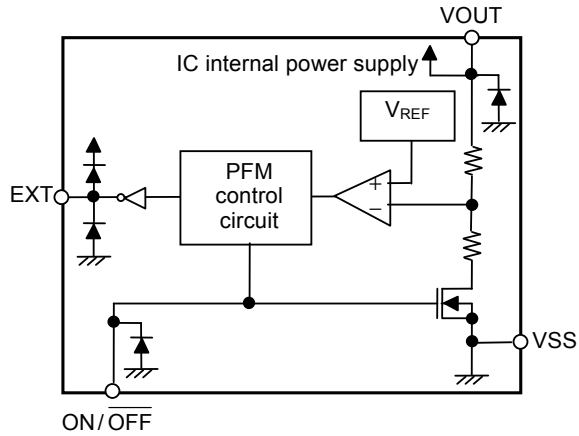 VOUT
IC internal power supply
VREF
PFM
control
circuit
+
−
EXT
VSS
ON/OFF